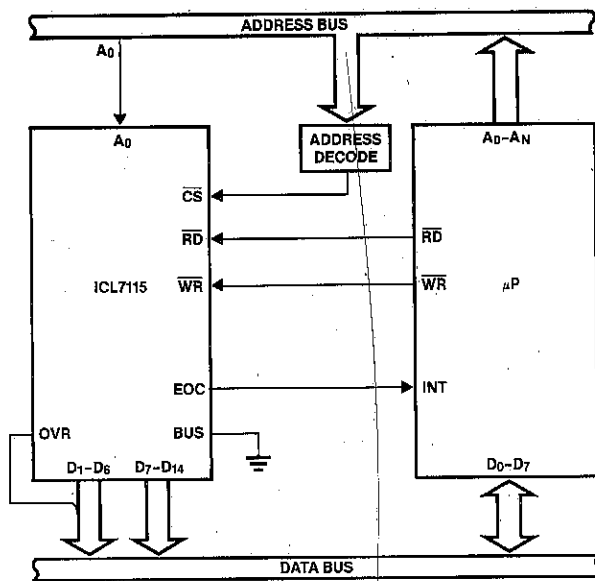 ADDRESS BUS
A0
A0
ADDRESS
DECODE
A0–AN
CS
RD
RD
ICL7115
WR
WR
μP
EOC
INT
OVR
BUS
D1–D6
D7–D14
D0–D7
DATA BUS